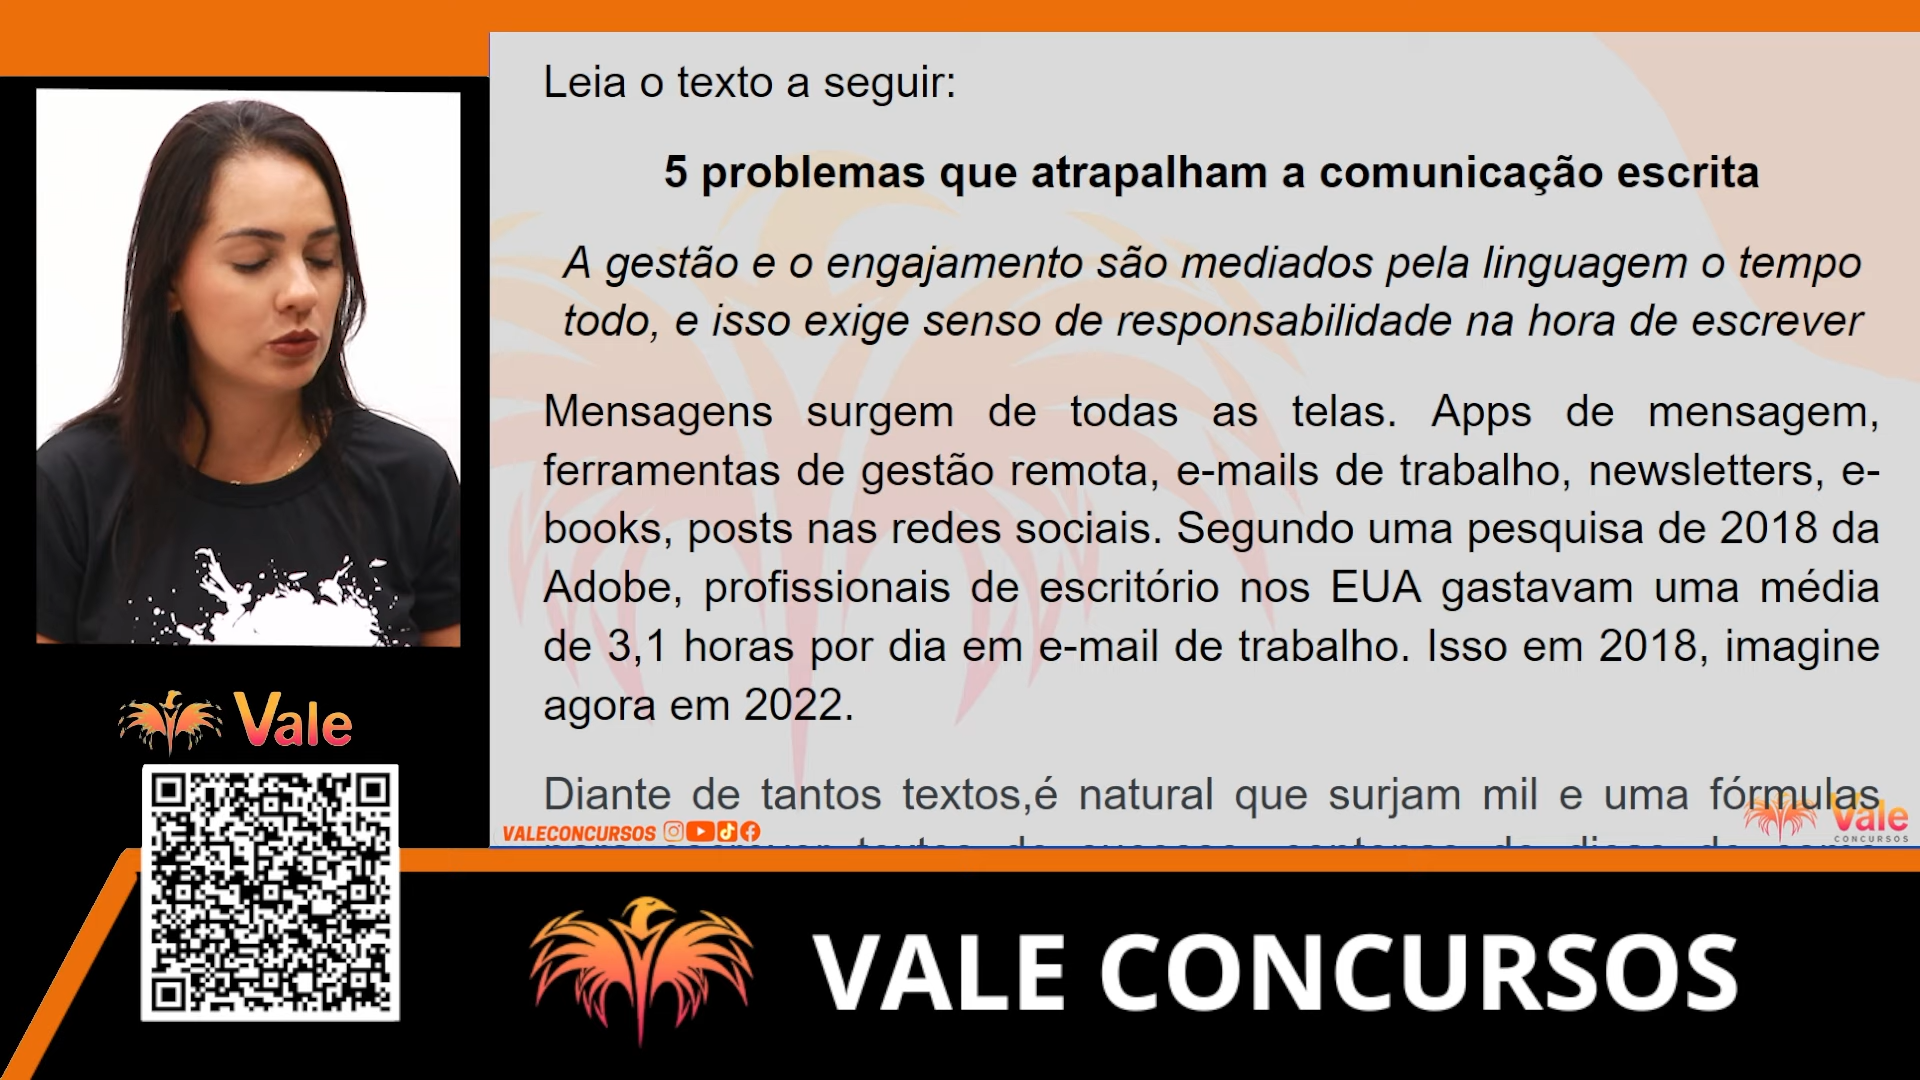 Leia o texto a seguir:
5 problemas que atrapalham a comunicação escrita
A gestão e o engajamento são mediados pela linguagem o tempo
todo, e isso exige senso de responsabilidade na hora de escrever
Mensagens surgem de todas as telas. Apps de mensagem,
ferramentas de gestão remota, e-mails de trabalho, newsletters, e-
books, posts nas redes sociais. Segundo uma pesquisa de 2018 da
Adobe, profissionais de escritório nos EUA gastavam uma média
de 3,1 horas por dia em e-mail de trabalho. Isso em 2018, imagine
agora em 2022.
Diante de tantos textos,é natural que surjam mil e uma fórmulas
VALECONCURSOS
Vale
CONCURSOS
Vale
VALE CONCURSOS